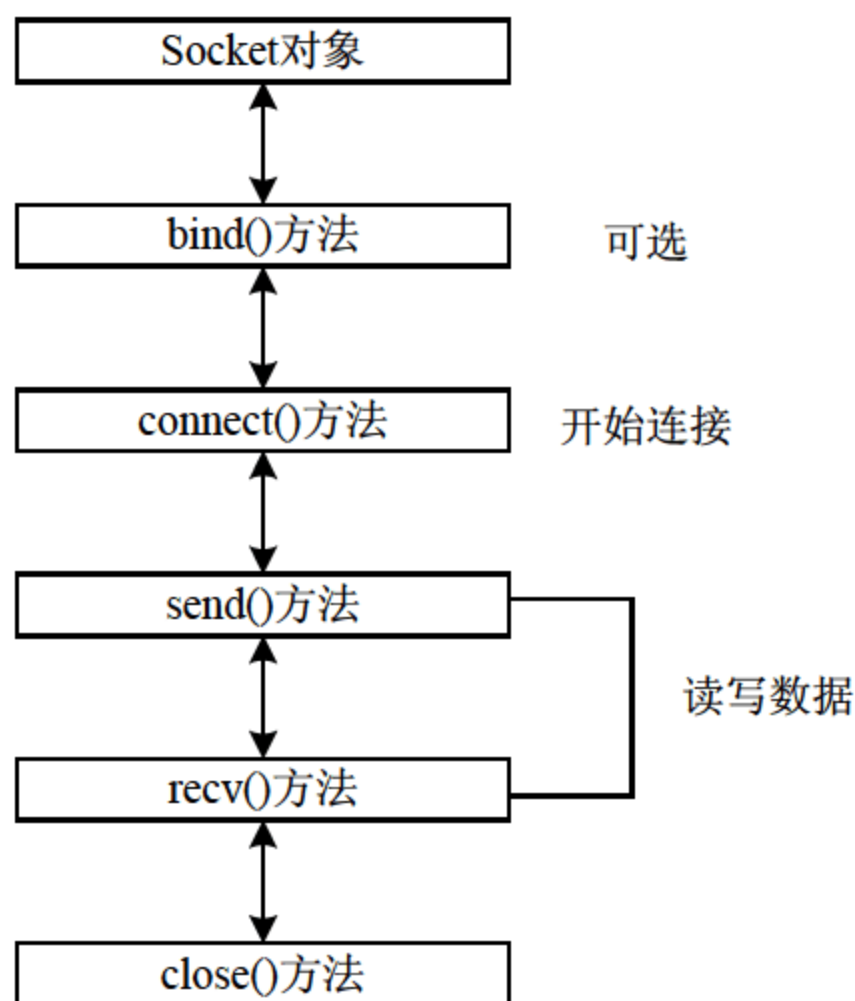 Socket对象
bind()方法
可选
connect()方法
开始连接
send()方法
读写数据
recv()方法
close()方法